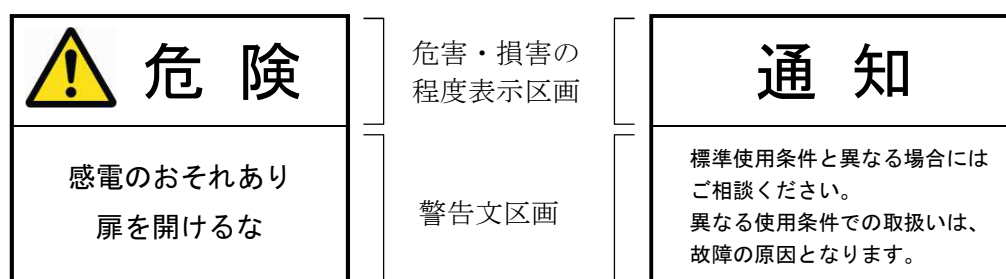 危険
感電のおそれあり
扉を開けるな
危害・損害の
程度表示区画
警告文区画
通知
標準使用条件と異なる場合には
ご相談ください。
異なる使用条件での取扱いは、
故障の原因となります。